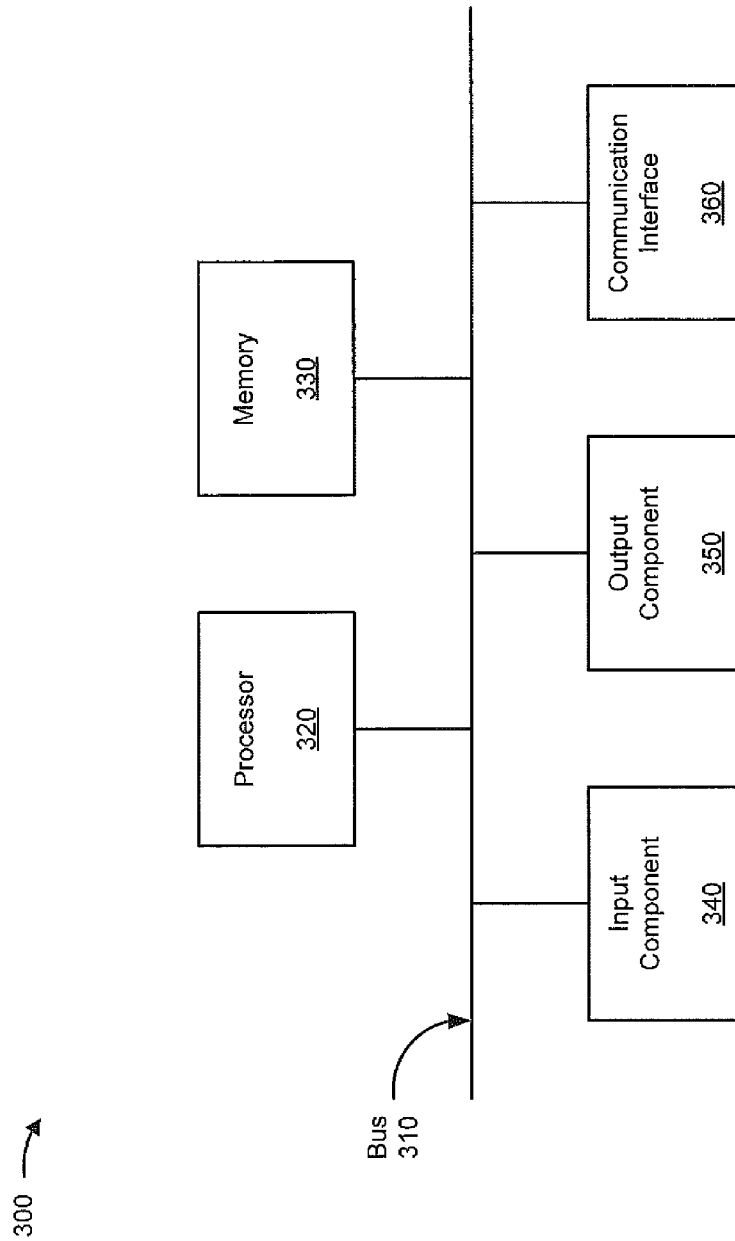 300
Bus
310
Processor
320
Memory
330
Input
Component
340
Output
Component
350
Communication
Interface
360